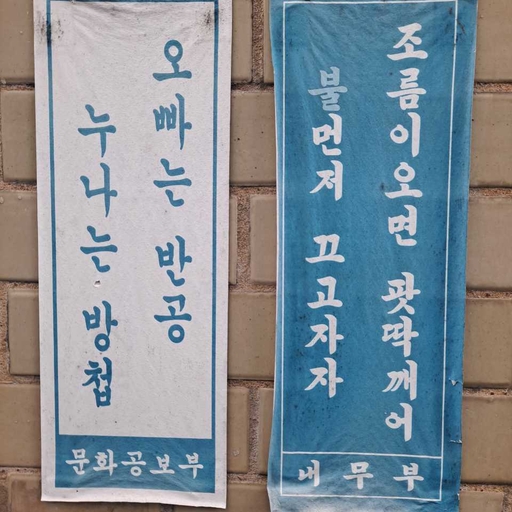 오빠는 반공
누나는 방첩
문화공보부
조름이오면 팟딱깨어
불먼저 끄고자자
내무부